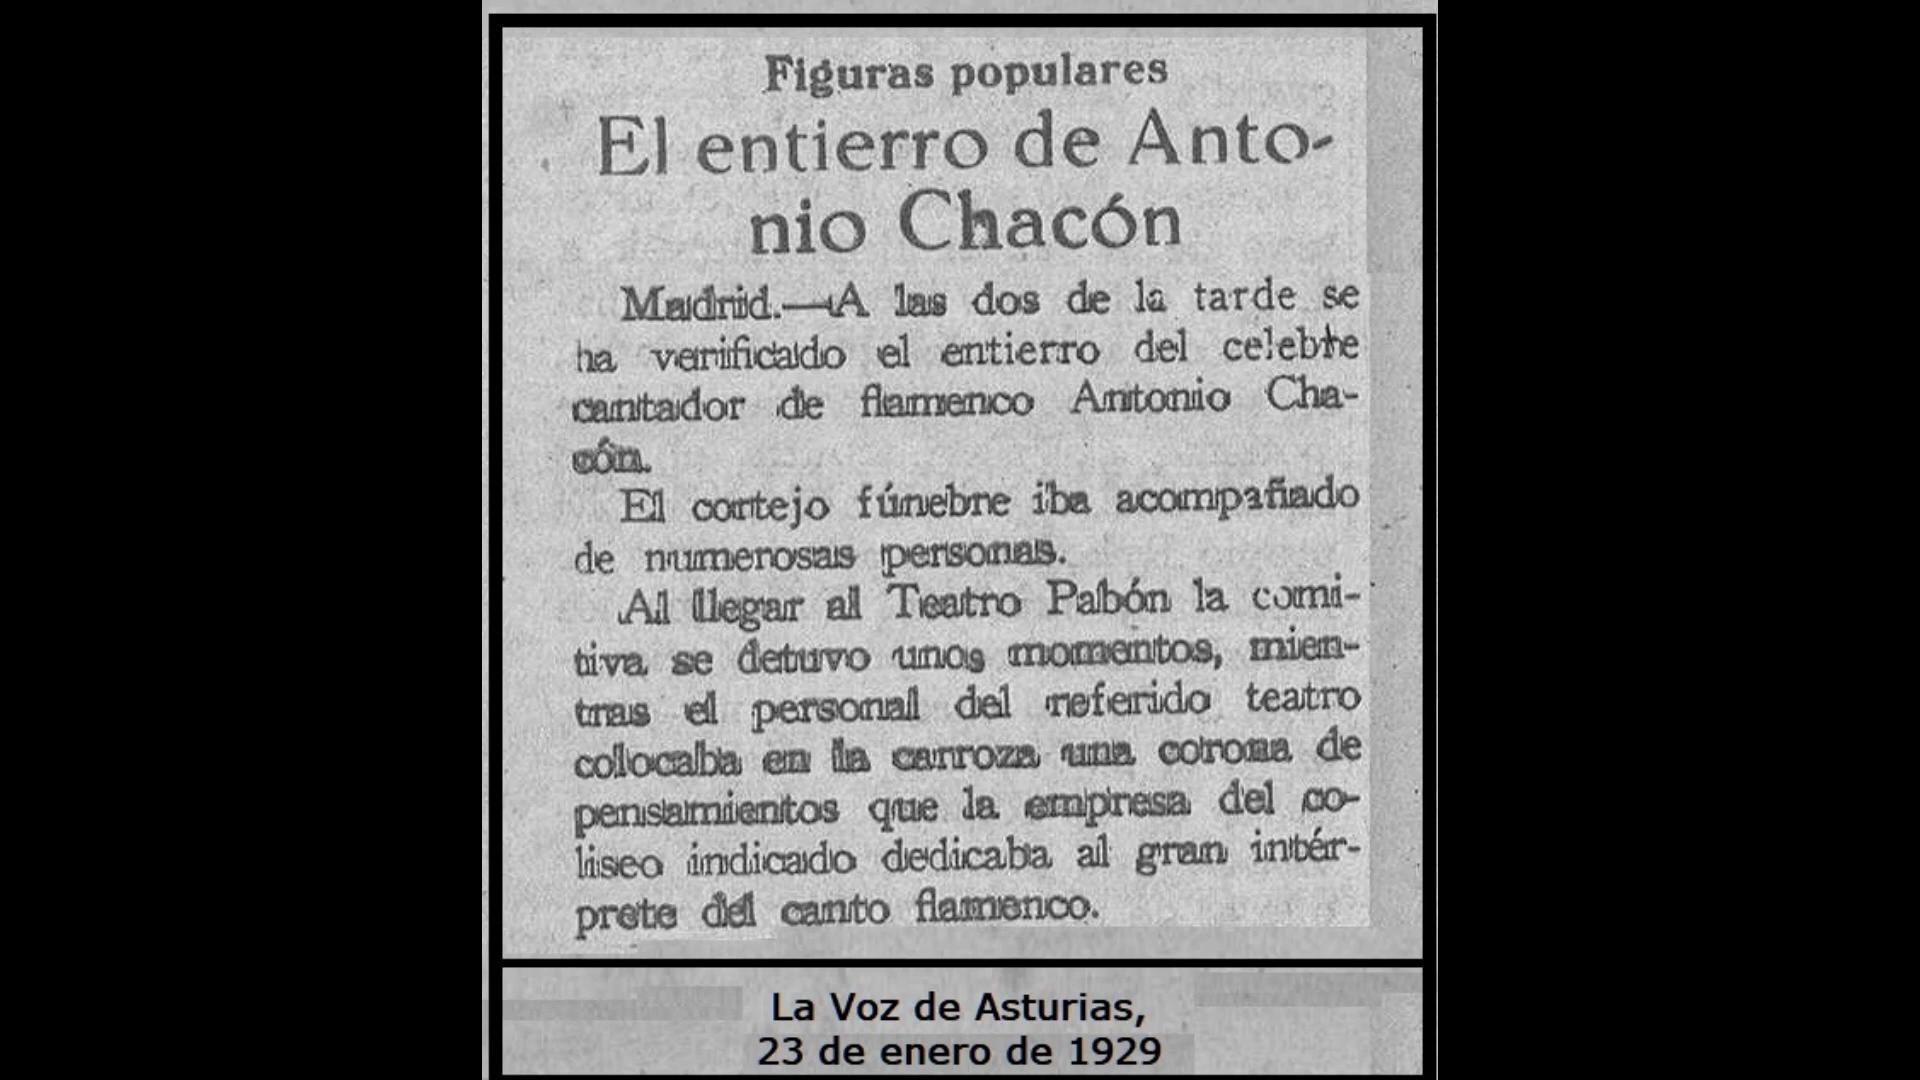 Figuras populares
El entierro de Anto-
nio Chacón
Madrid.—A las dos de la tarde se
ha verificado el entierro del celebre
cantador de flamenco Antonio Cha-
cón.
El cortejo fúnebre iba acompañado
de numerosas personas.
Al llegar al Teatro Pabón la comi-
tiva se detuvo unos momentos, mien-
tras el personal del referido teatro
colocaba en la carroza una corona de
pensamientos que la empresa del co-
liseo indicado dedicaba al gran intér-
prete del canto flamenco.
La Voz de Asturias,
23 de enero de 1929